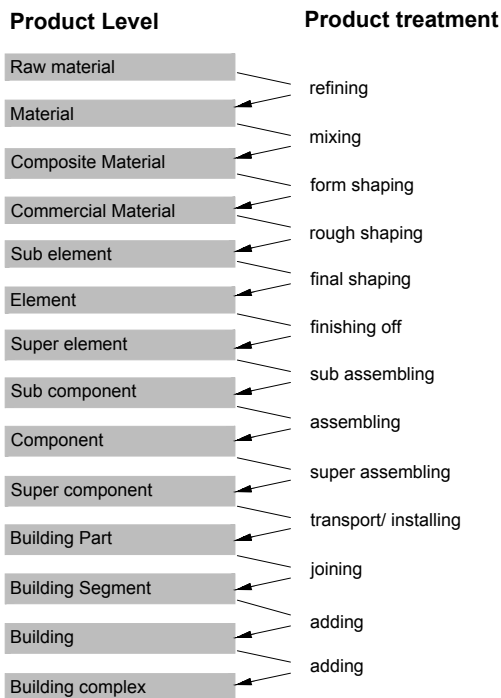 Product Level
Product treatment
Raw material
refining
Material
mixing
Composite Material
form shaping
Commercial Material
rough shaping
Sub element
final shaping
Element
finishing off
Super element
sub assembling
Sub component
assembling
Component
super assembling
Super component
transport/ installing
Building Part
joining
Building Segment
adding
Building
adding
Building complex